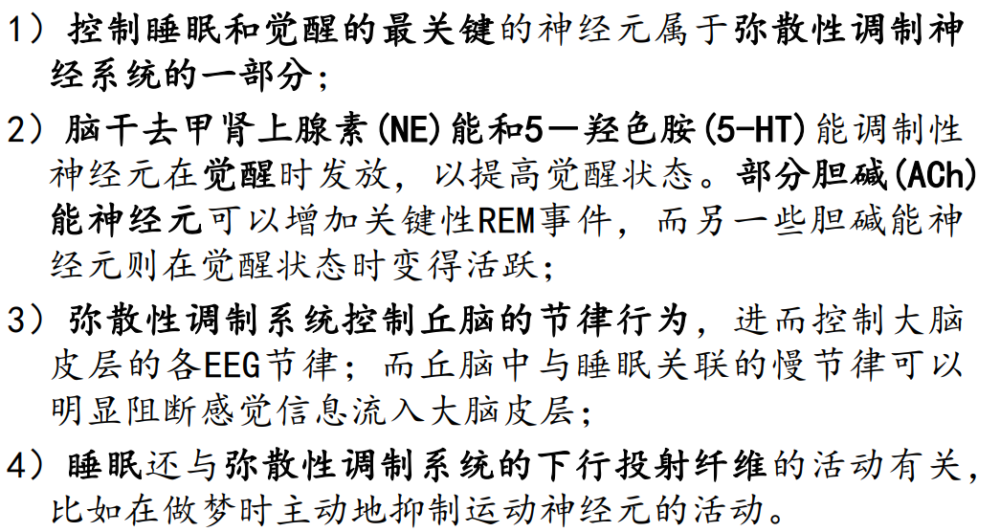 1）控制睡眠和觉醒的最关键的神经元属于弥散性调制神
经系统的一部分；
2）脑干去甲肾上腺素(NE)能和5－羟色胺(5-HT)能调制性
神经元在觉醒时发放，以提高觉醒状态。部分胆碱(ACh)
能神经元可以增加关键性REM事件，而另一些胆碱能神
经元则在觉醒状态时变得活跃；
3）弥散性调制系统控制丘脑的节律行为，进而控制大脑
皮层的各EEG节律；而丘脑中与睡眠关联的慢节律可以
明显阻断感觉信息流入大脑皮层；
4）睡眠还与弥散性调制系统的下行投射纤维的活动有关，
比如在做梦时主动地抑制运动神经元的活动。